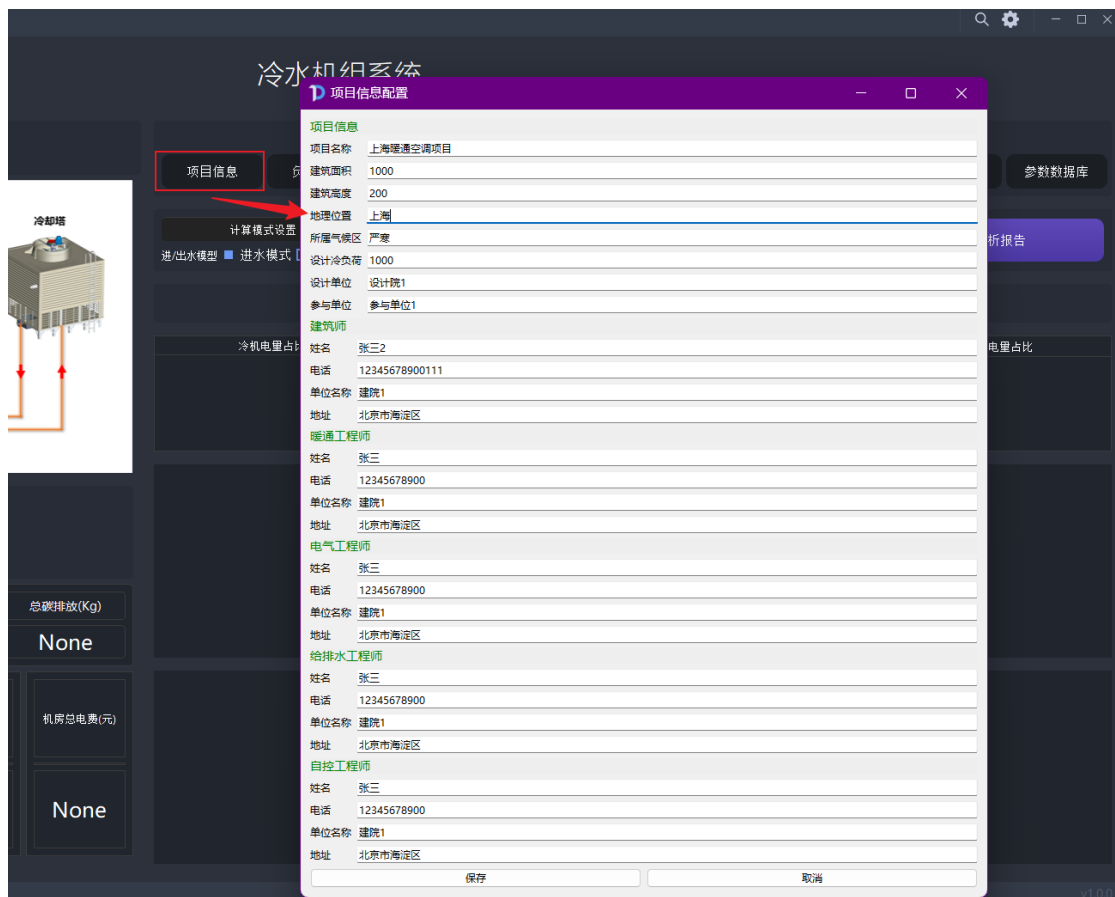 冷水机组系统
项目信息配置
项目信息
项目名称 上海暖通空调项目
项目信息 建筑面积 1000 参数数据库
建筑高度 200
冷却塔 地理位置 上海
计算模式设置 所属气候区 严寒 析报告
进/出水模型 进水模式 设计冷负荷 1000
设计单位 设计院1
参与单位 参与单位1
建筑师
冷机电量占比 姓名 张三2 电量占比
电话 12345678900111
单位名称 建院1
地址 北京市海淀区
暖通工程师
姓名 张三
电话 12345678900
单位名称 建院1
地址 北京市海淀区
电气工程师
姓名 张三
电话 12345678900
总碳排放(Kg) 单位名称 建院1
None 地址 北京市海淀区
给排水工程师
姓名 张三
电话 12345678900
机房总电费(元) 单位名称 建院1
地址 北京市海淀区
自控工程师
姓名 张三
None 电话 12345678900
单位名称 建院1
地址 北京市海淀区
保存 取消
v1.0.0